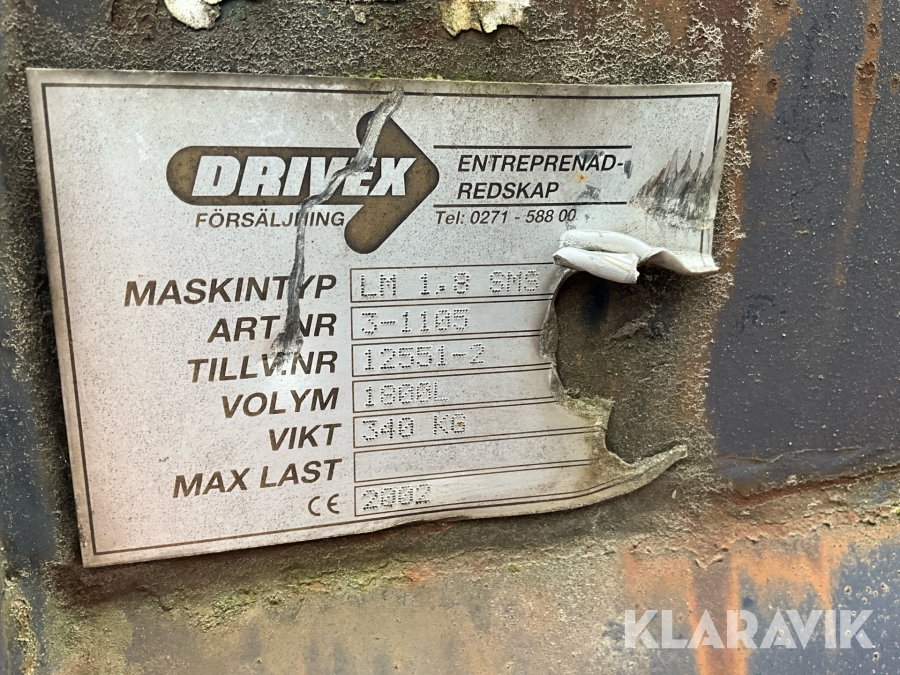 DRIVEX
FÖRSÄLJNING
ENTREPRENAD-
REDSKAP
Tel: 0271 - 588 00
MASKINTYP LM 1,8 SMS
ART.NR 3-1105
TILLV.NR 12551-2
VOLYM 1800L
VIKT 340 KG
MAX LAST
CE 2002
KLARAVIK